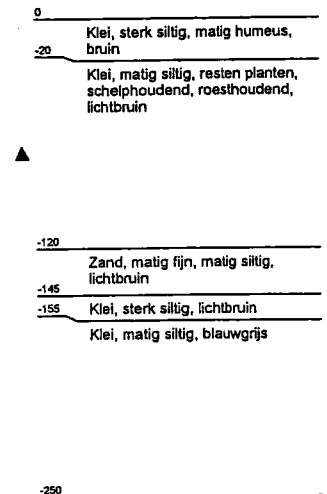 0
Klei, sterk siltig, matig humeus,
bruin
-20
Klei, matig siltig, resten planten,
schelphoudend, roesthoudend,
lichtbruin
-120
Zand, matig fijn, matig siltig,
lichtbruin
-145
-155 Klei, sterk siltig, lichtbruin
Klei, matig siltig, blauwgrijs
-250